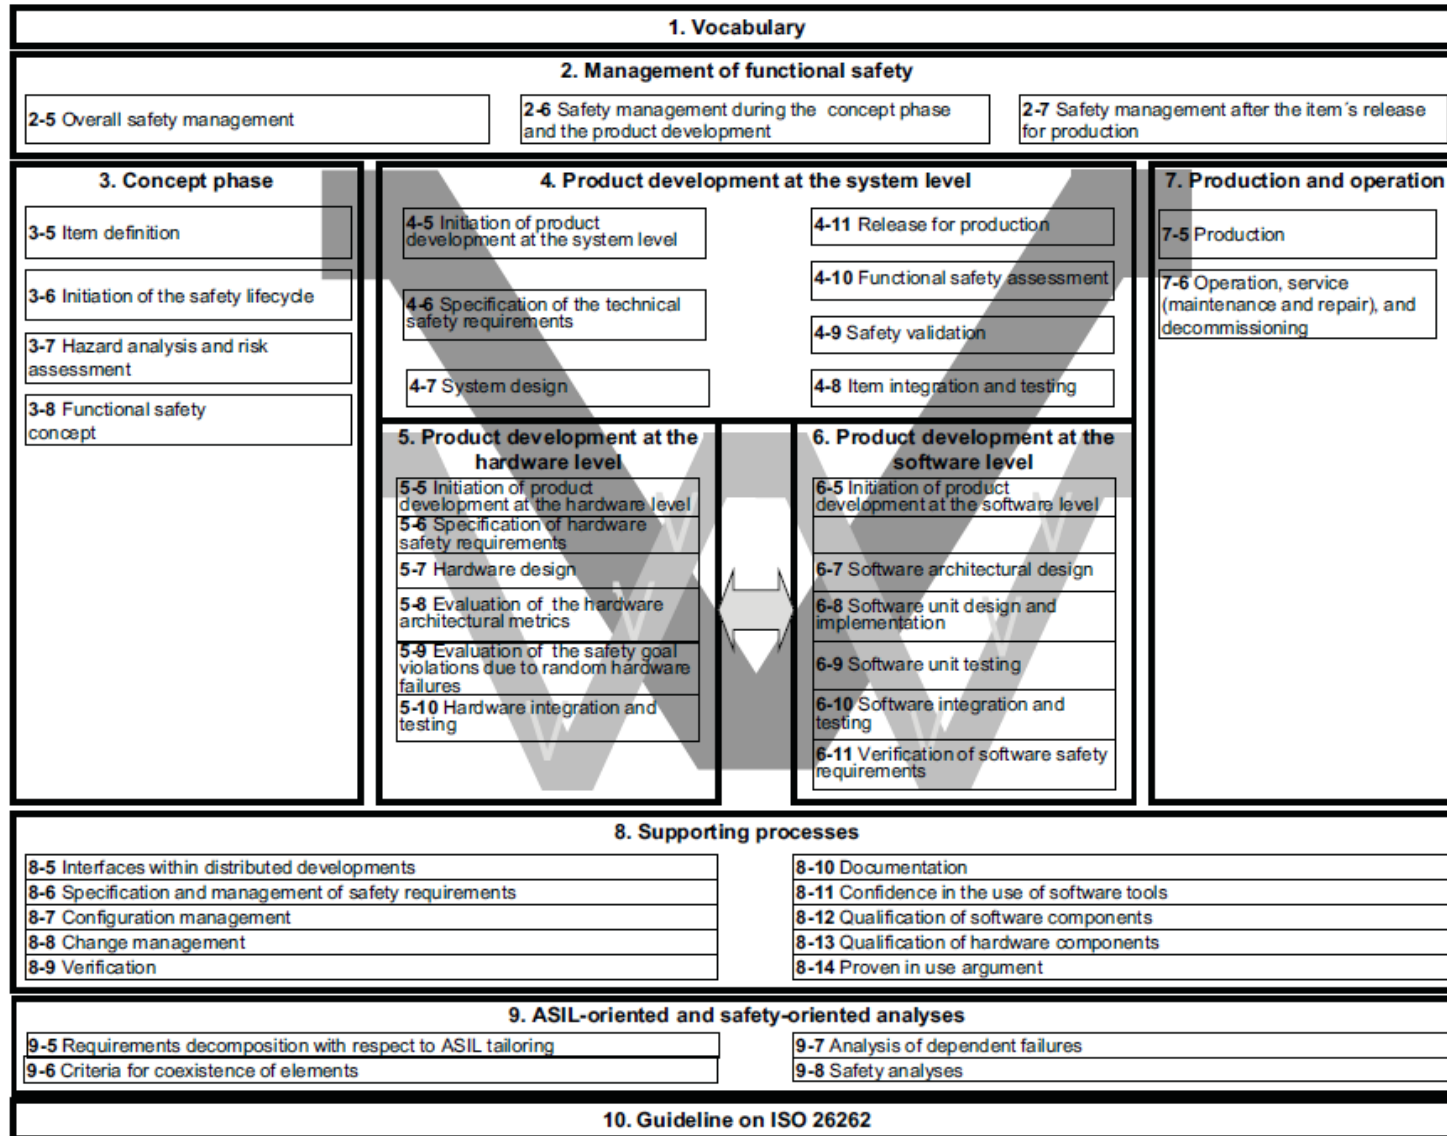 1. Vocabulary
2. Management of functional safety
2-5 Overall safety management
2-6 Safety management during the concept phase
and the product development
2-7 Safety management after the item´s release
for production
3. Concept phase
3-5 Item definition
3-6 Initiation of the safety lifecycle
3-7 Hazard analysis and risk
assessment
3-8 Functional safety
concept
4. Product development at the system level
4-5 Initiation of product
development at the system level
4-6 Specification of the technical
safety requirements
4-7 System design
4-11 Release for production
4-10 Functional safety assessment
4-9 Safety validation
4-8 Item integration and testing
5. Product development at the
hardware level
5-5 Initiation of product
development at the hardware level
5-6 Specification of hardware
safety requirements
5-7 Hardware design
5-8 Evaluation of the hardware
architectural metrics
5-9 Evaluation of the safety goal
violations due to random hardware
failures
5-10 Hardware integration and
testing
6. Product development at the
software level
6-5 Initiation of product
development at the software level
6-7 Software architectural design
6-8 Software unit design and
implementation
6-9 Software unit testing
6-10 Software integration and
testing
6-11 Verification of software safety
requirements
7. Production and operation
7-5 Production
7-6 Operation, service
(maintenance and repair), and
decommissioning
8. Supporting processes
8-5 Interfaces within distributed developments
8-6 Specification and management of safety requirements
8-7 Configuration management
8-8 Change management
8-9 Verification
8-10 Documentation
8-11 Confidence in the use of software tools
8-12 Qualification of software components
8-13 Qualification of hardware components
8-14 Proven in use argument
9. ASIL-oriented and safety-oriented analyses
9-5 Requirements decomposition with respect to ASIL tailoring
9-6 Criteria for coexistence of elements
9-7 Analysis of dependent failures
9-8 Safety analyses
10. Guideline on ISO 26262